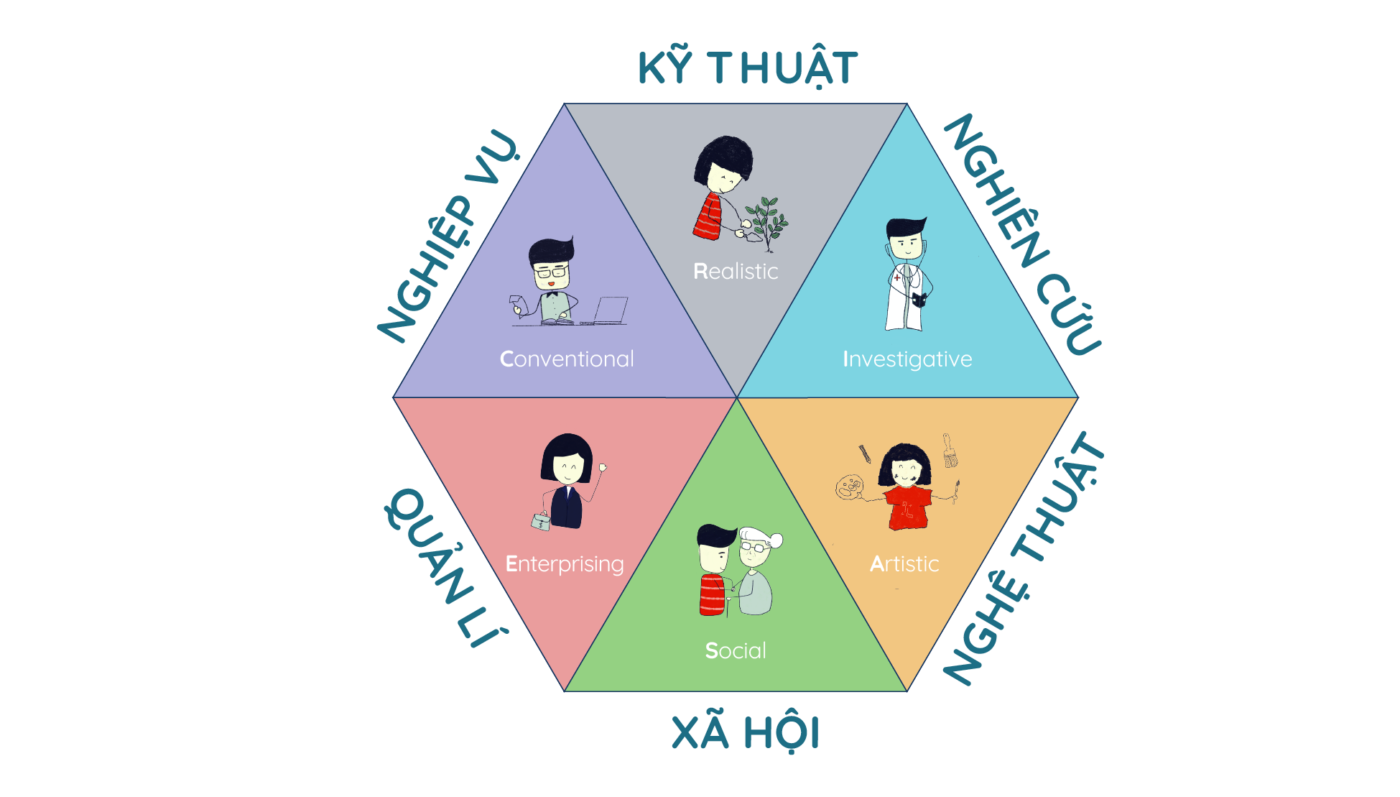 KỸ THUẬT
NGHIỆP VỤ
NGHIÊN CỨU
Realistic
Conventional
Investigative
QUẢN LÍ
NGHỆ THUẬT
Enterprising
Artistic
Social
XÃ HỘI